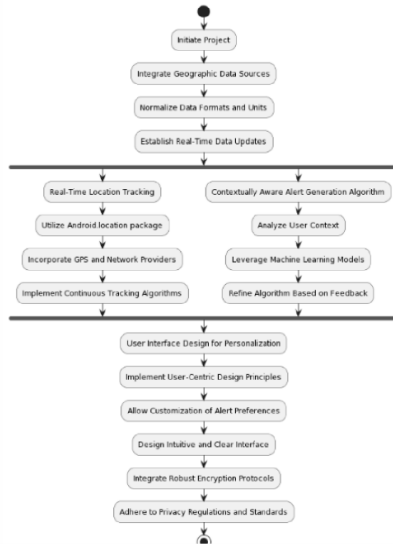 Initiate Project
Integrate Geographic Data Sources
Normalize Data Formats and Units
Establish Real-Time Data Updates
Real-Time Location Tracking
Utilize Android.location package
Incorporate GPS and Network Providers
Implement Continuous Tracking Algorithms
Contextually Aware Alert Generation Algorithm
Analyze User Context
Leverage Machine Learning Models
Refine Algorithm Based on Feedback
User Interface Design for Personalization
Implement User-Centric Design Principles
Allow Customization of Alert Preferences
Design Intuitive and Clear Interface
Integrate Robust Encryption Protocols
Adhere to Privacy Regulations and Standards